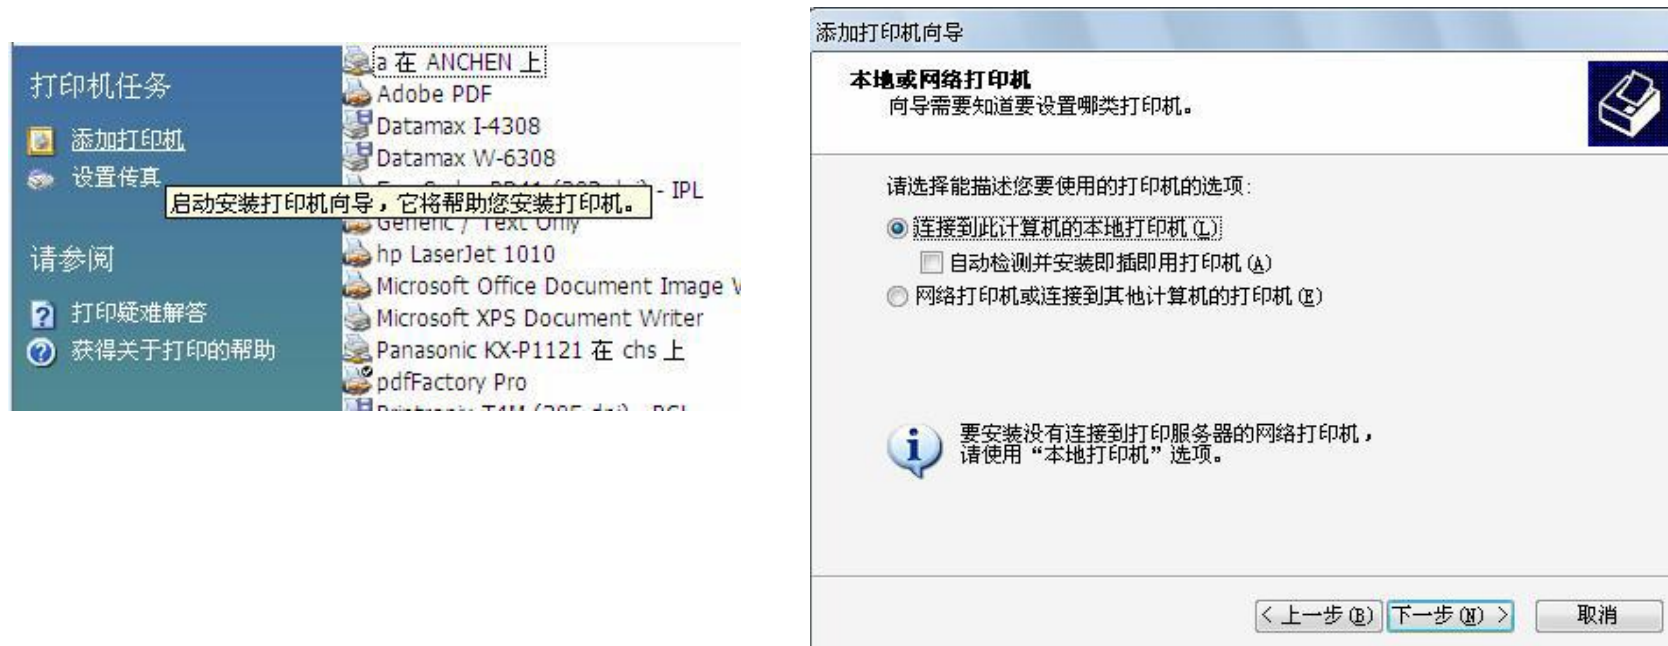 打印机任务
添加打印机
设置传真
启动安装打印机向导，它将帮助您安装打印机。
请参阅
打印疑难解答
获得关于打印的帮助
a 在 ANCHEN 上
Adobe PDF
Datamax I-4308
Datamax W-6308
- IPL
Generic / Text Only
hp LaserJet 1010
Microsoft Office Document Image
Microsoft XPS Document Writer
Panasonic KX-P1121 在 chs 上
pdfFactory Pro
添加打印机向导
本地或网络打印机
向导需要知道要设置哪类打印机。
请选择能描述您要使用的打印机的选项:
连接到此计算机的本地打印机(L)
自动检测并安装即插即用打印机(A)
网络打印机或连接到其他计算机的打印机(E)
要安装没有连接到打印服务器的网络打印机，
请使用“本地打印机”选项。
< 上一步(B) 下一步(N) > 取消